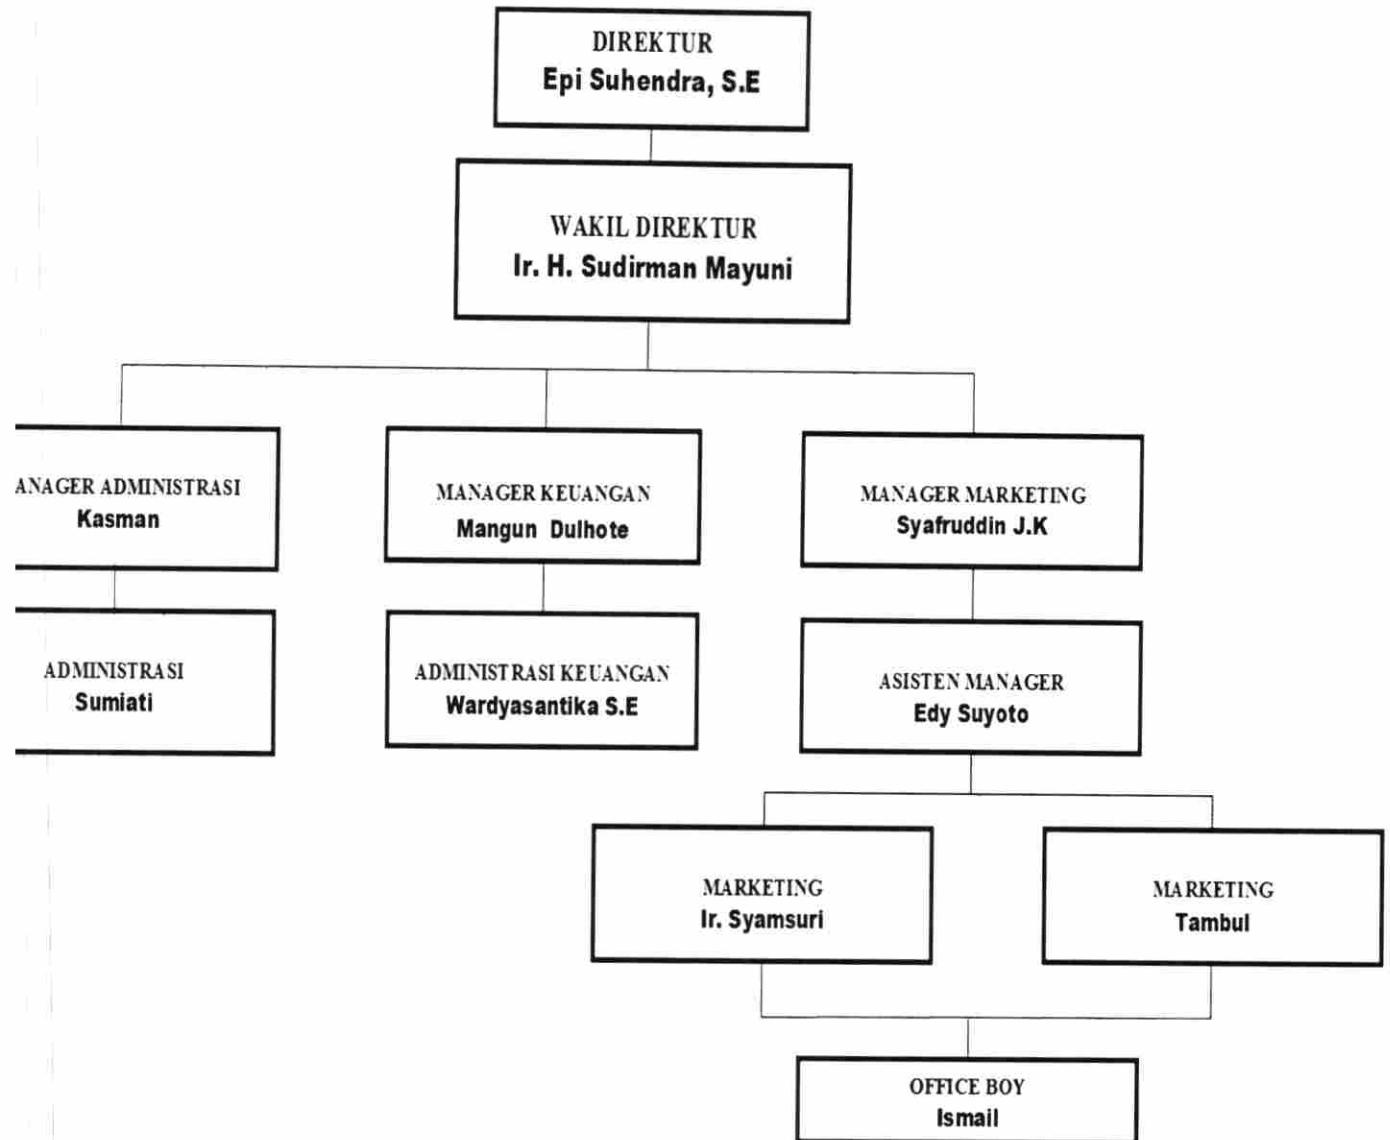 DIREKTUR
Epi Suhendra, S.E
WAKIL DIREKTUR
Ir. H. Sudirman Mayuni
ANAGER ADMINISTRASI
Kasman
MANAGER KEUANGAN
Mangun Dulhote
MANAGER MARKETING
Syafruddin J.K
ADMINISTRASI
Sumiati
ADMINISTRASI KEUANGAN
Wardyasantika S.E
ASISTEN MANAGER
Edy Suyoto
MARKETING
Ir. Syamsuri
MARKETING
Tambul
OFFICE BOY
Ismail